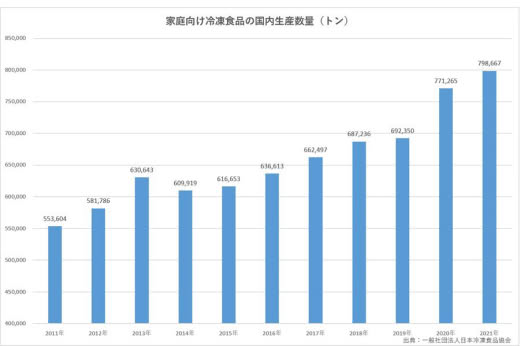 家庭向け冷凍食品の国内生産数量（トン）
850,000
800,000
750,000
700,000
650,000
600,000
550,000
500,000
450,000
400,000
553,604
581,786
630,643
609,919
616,653
636,613
662,497
687,236
692,350
771,265
798,667
2011年
2012年
2013年
2014年
2015年
2016年
2017年
2018年
2019年
2020年
2021年
出典：一般社団法人日本冷凍食品協会